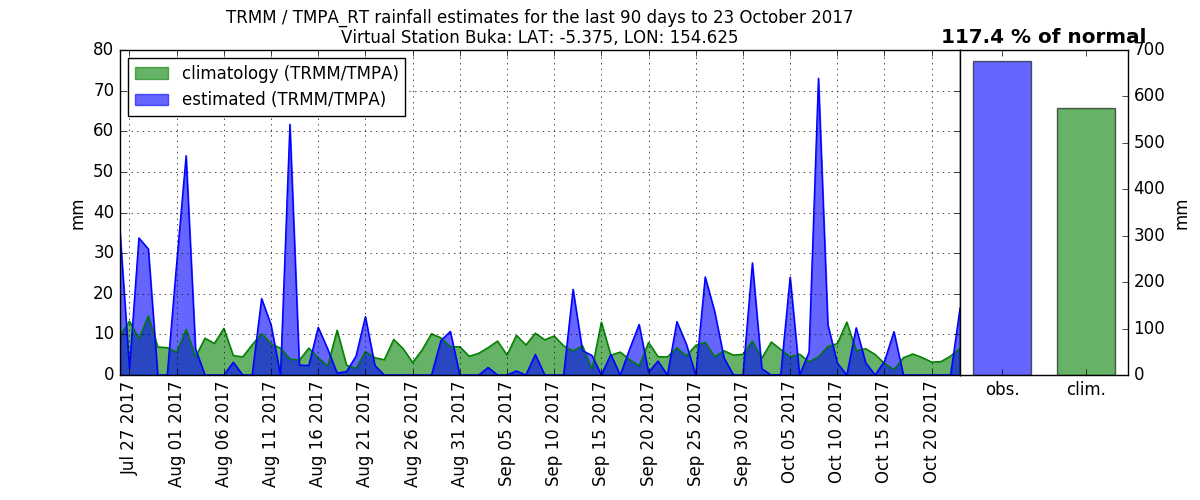 TRMM / TMPA_RT rainfall estimates for the last 90 days to 23 October 2017
Virtual Station Buka: LAT: -5.375, LON: 154.625
117.4 % of normal
climatology (TRMM/TMPA)
estimated (TRMM/TMPA)
80
70
60
50
40
30
20
10
0
mm
Jul 27 2017
Aug 01 2017
Aug 06 2017
Aug 11 2017
Aug 16 2017
Aug 21 2017
Aug 26 2017
Aug 31 2017
Sep 05 2017
Sep 10 2017
Sep 15 2017
Sep 20 2017
Sep 25 2017
Sep 30 2017
Oct 05 2017
Oct 10 2017
Oct 15 2017
Oct 20 2017
obs.
clim.
700
600
500
400
300
200
100
0
mm